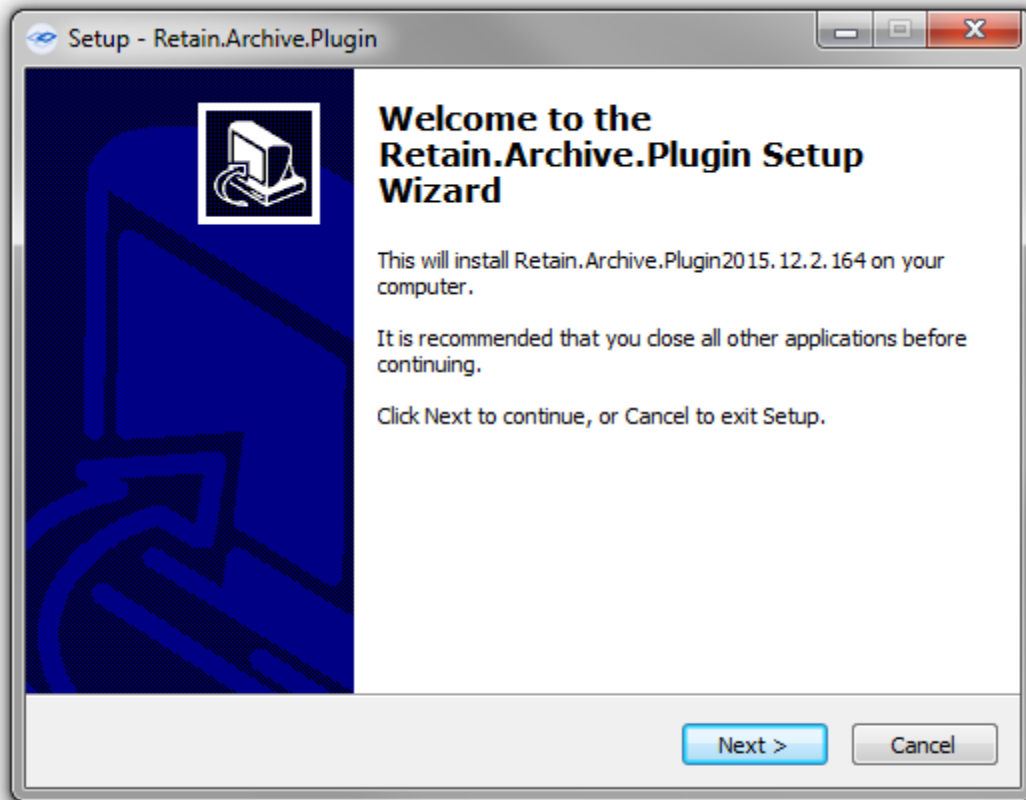 Setup - Retain.Archive.Plugin
Welcome to the
Retain.Archive.Plugin Setup
Wizard
This will install Retain.Archive.Plugin2015.12.2.164 on your
computer.
It is recommended that you close all other applications before
continuing.
Click Next to continue, or Cancel to exit Setup.
Next >
Cancel